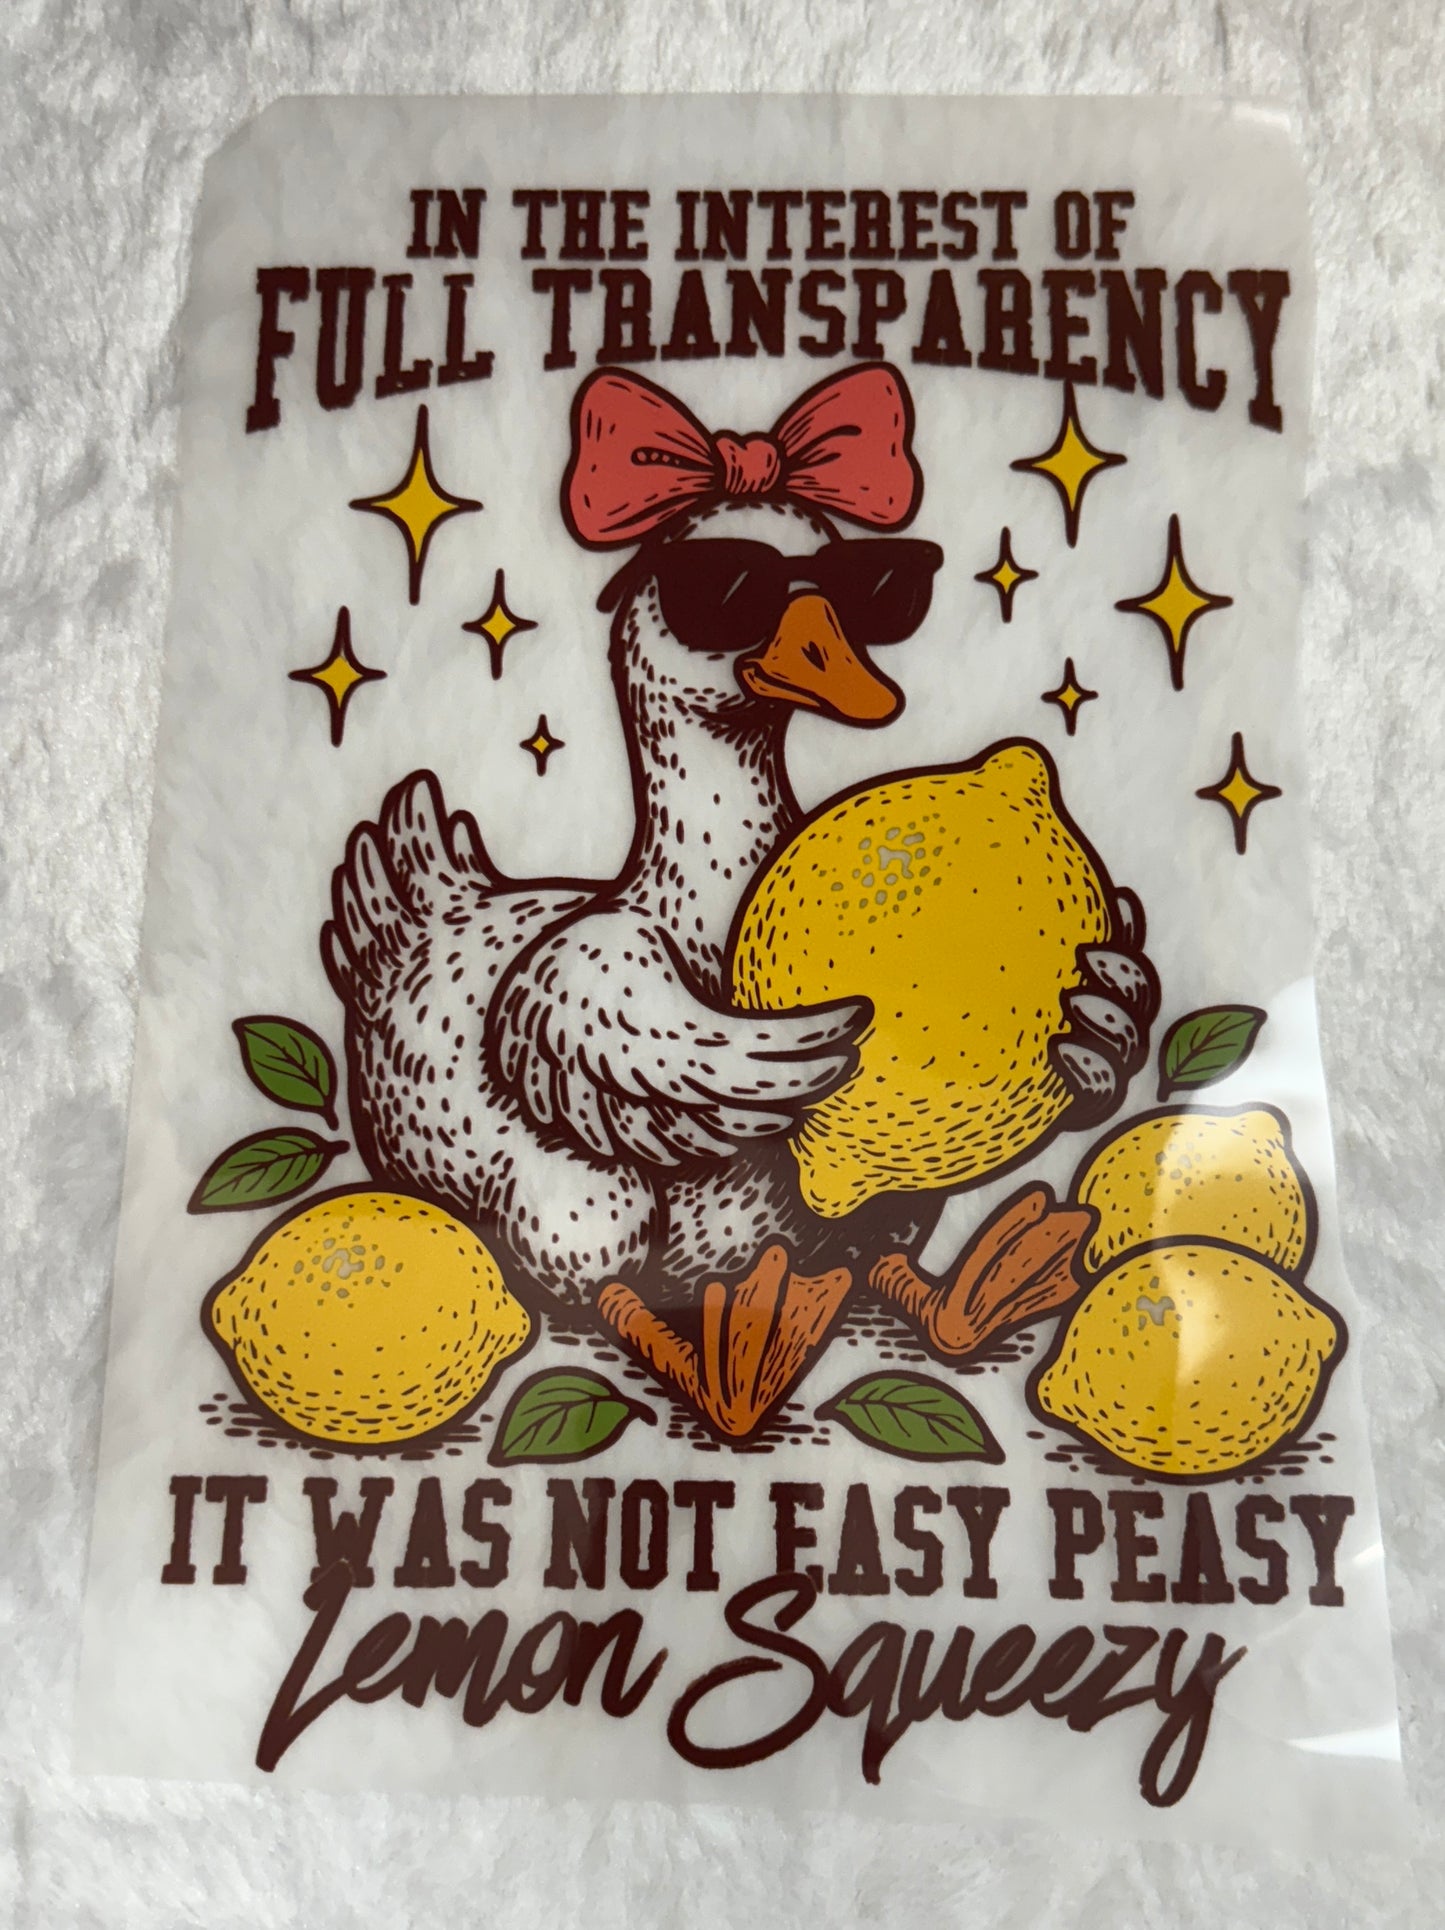 IN THE INTEREST OF
FULL TRANSPARENCY
IT WAS NOT EASY PEASY
Lemon Squeezy